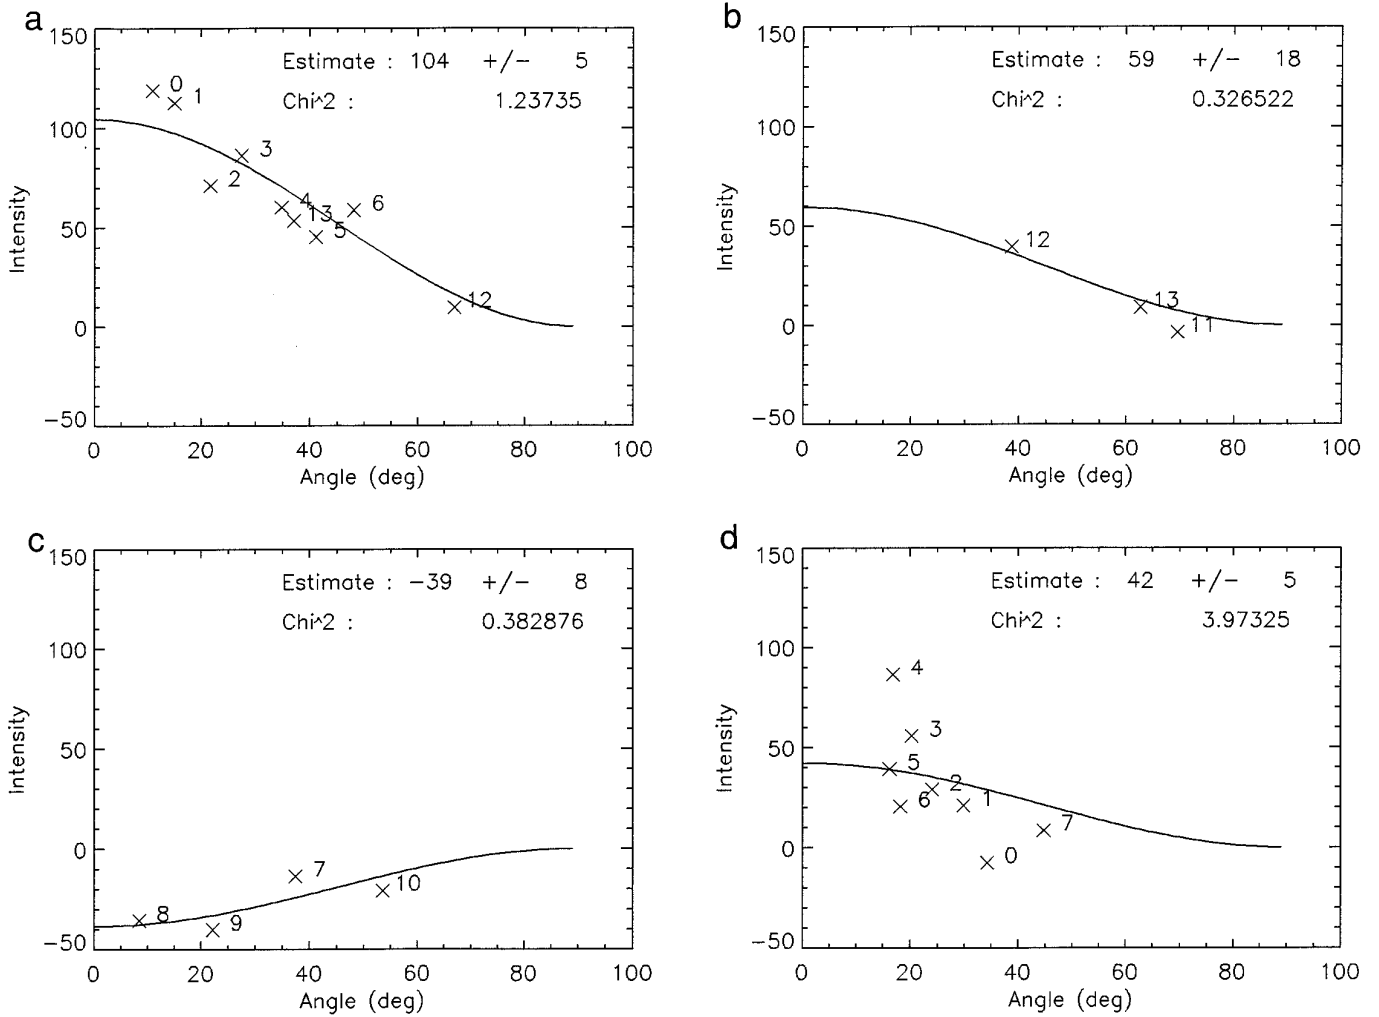 a
150
100
50
0
−50
0 20 40 60 80 100
Angle (deg)
Intensity
Estimate : 104 +/− 5
Chi^2 : 1.23735
0
1
3
2
4
13
5
6
12
b
150
100
50
0
−50
0 20 40 60 80 100
Angle (deg)
Intensity
Estimate : 59 +/− 18
Chi^2 : 0.326522
12
13
11
c
150
100
50
0
−50
0 20 40 60 80 100
Angle (deg)
Intensity
Estimate : −39 +/− 8
Chi^2 : 0.382876
7
10
8
9
d
150
100
50
0
−50
0 20 40 60 80 100
Angle (deg)
Intensity
Estimate : 42 +/− 5
Chi^2 : 3.97325
4
3
5
2
6
1
7
0